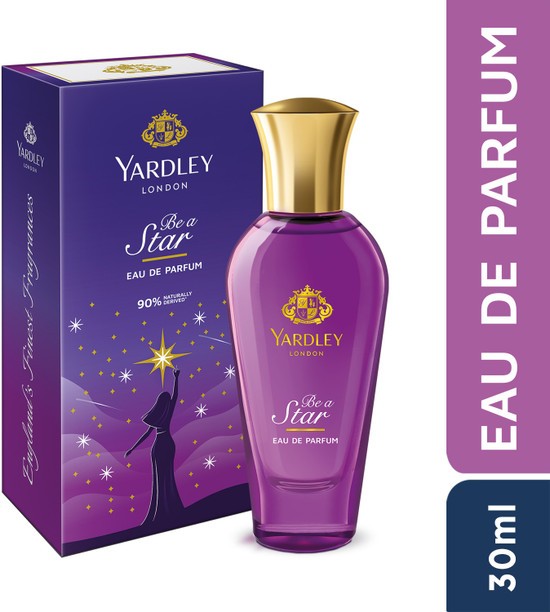 YARDLEY
LONDON
Be a
Star
EAU DE PARFUM
90% NATURALLY
DERIVED*
England's Finest Fragrances
YARDLEY
LONDON
Be a
Star
EAU DE PARFUM
EAU DE PARFUM
30ml